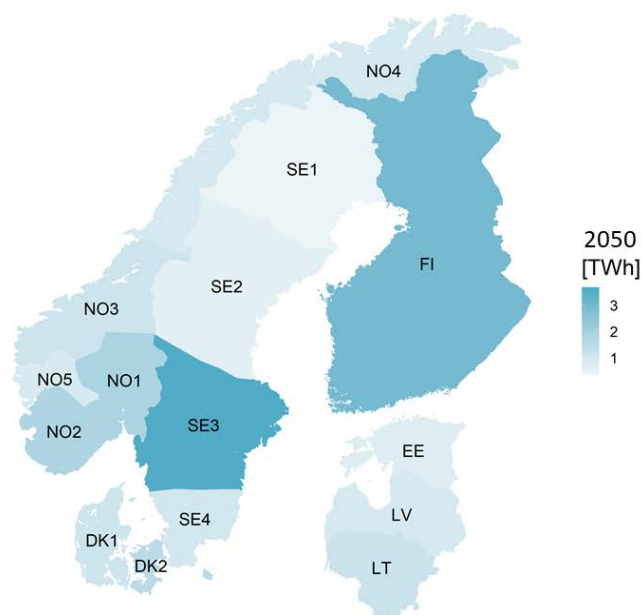 NO4
SE1
2050
[TWh]
3
2
1
FI
SE2
NO3
NO5
NO1
NO2
SE3
EE
SE4
LV
DK1
DK2
LT